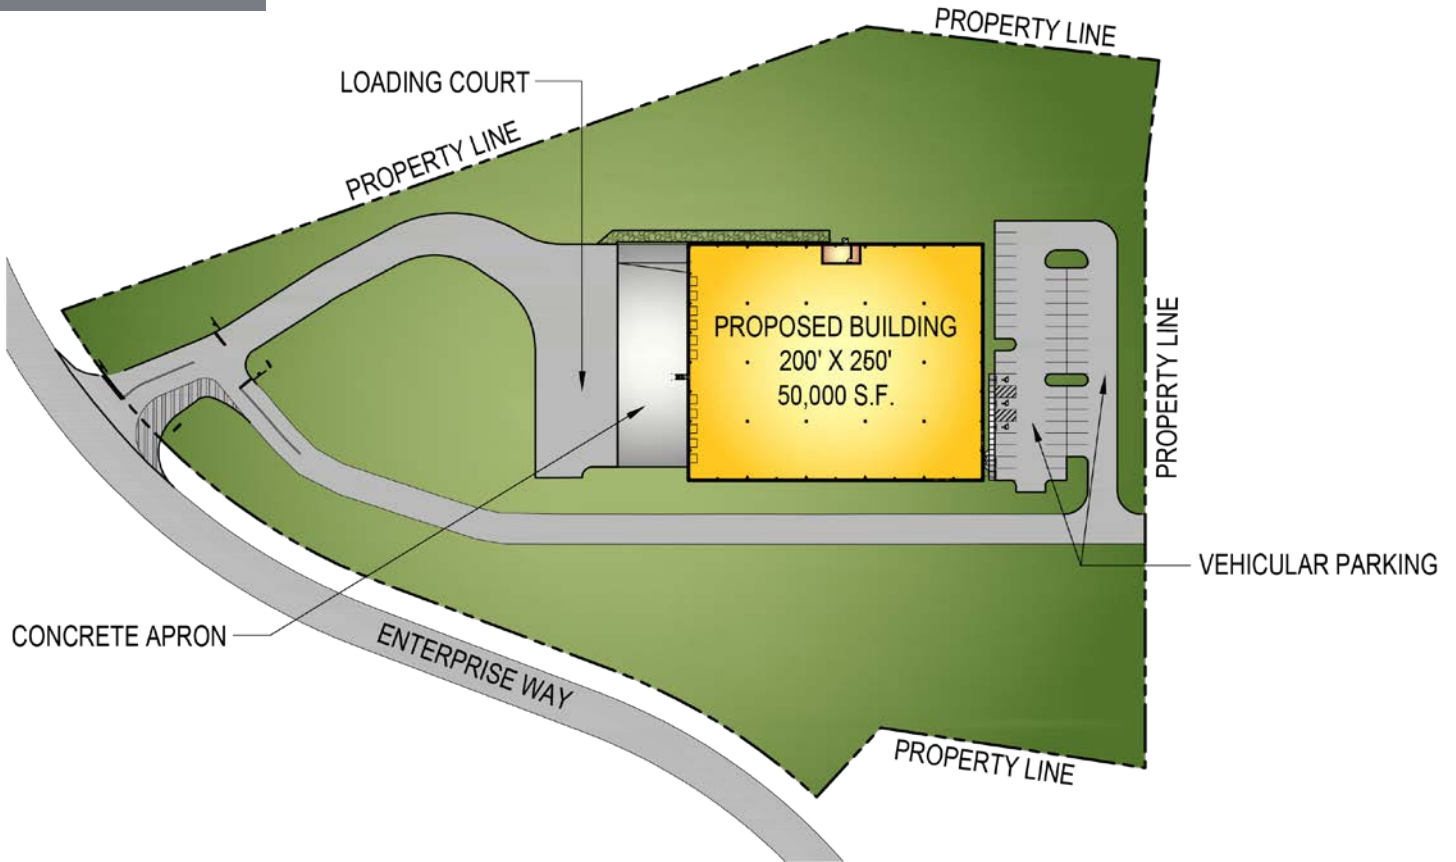 PROPERTY LINE
LOADING COURT
PROPERTY LINE
PROPERTY LINE
PROPOSED BUILDING
200' X 250'
50,000 S.F.
VEHICULAR PARKING
CONCRETE APRON
ENTERPRISE WAY
PROPERTY LINE